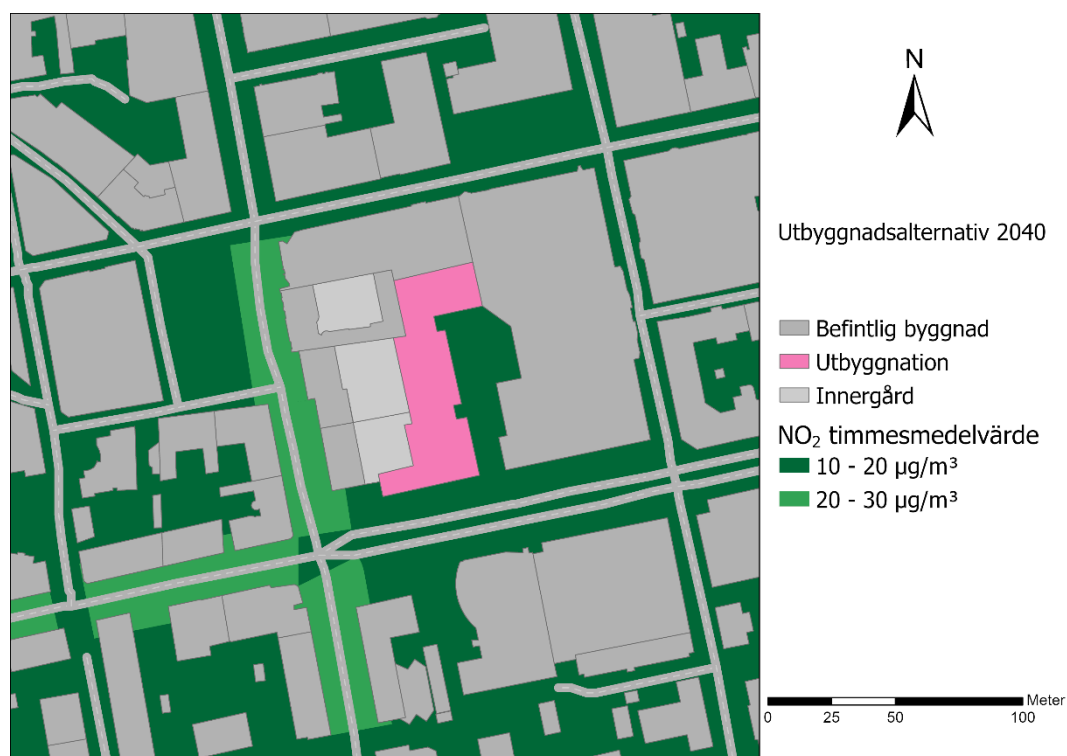 N
Utbyggnadsalternativ 2040
Befintlig byggnad
Utbyggnation
Innergård
NO₂ timmesmedelvärde
10 - 20 µg/m³
20 - 30 µg/m³
Meter
0 25 50 100